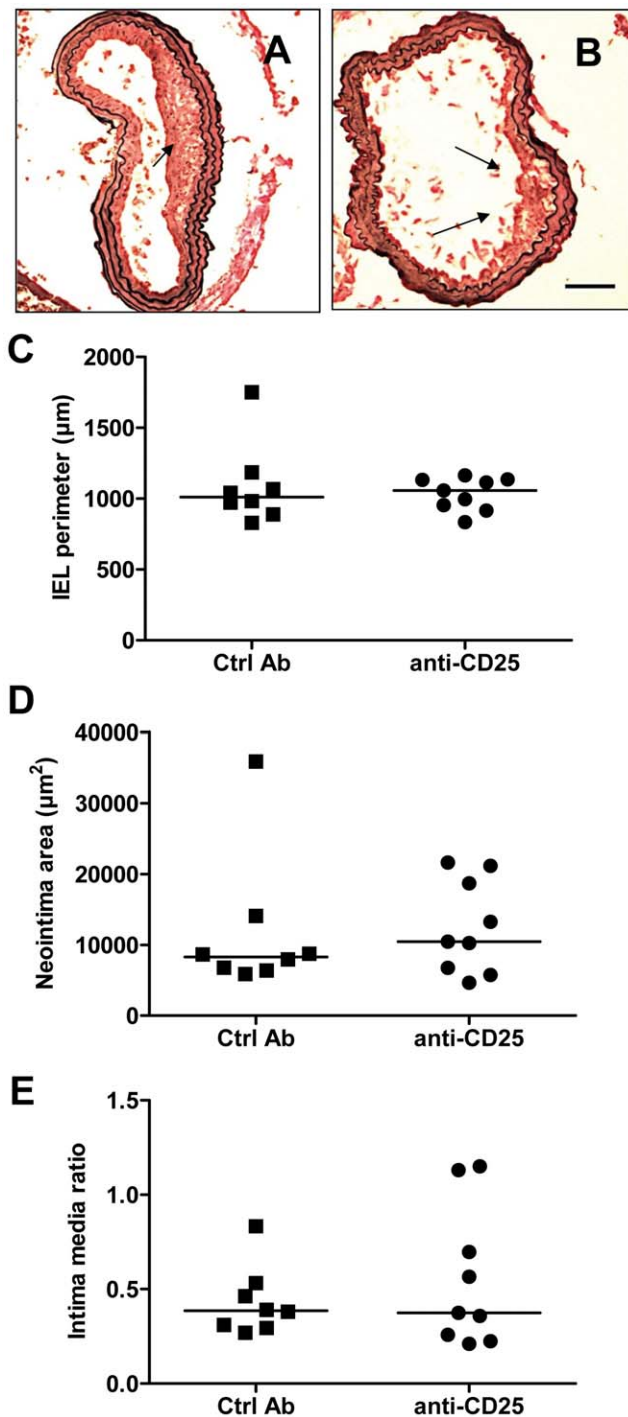 A
B
C
IEL perimeter (µm)
2000
1500
1000
500
0
Ctrl Ab
anti-CD25
D
Neointima area (µm²)
40000
30000
20000
10000
0
Ctrl Ab
anti-CD25
E
Intima media ratio
1.5
1.0
0.5
0.0
Ctrl Ab
anti-CD25